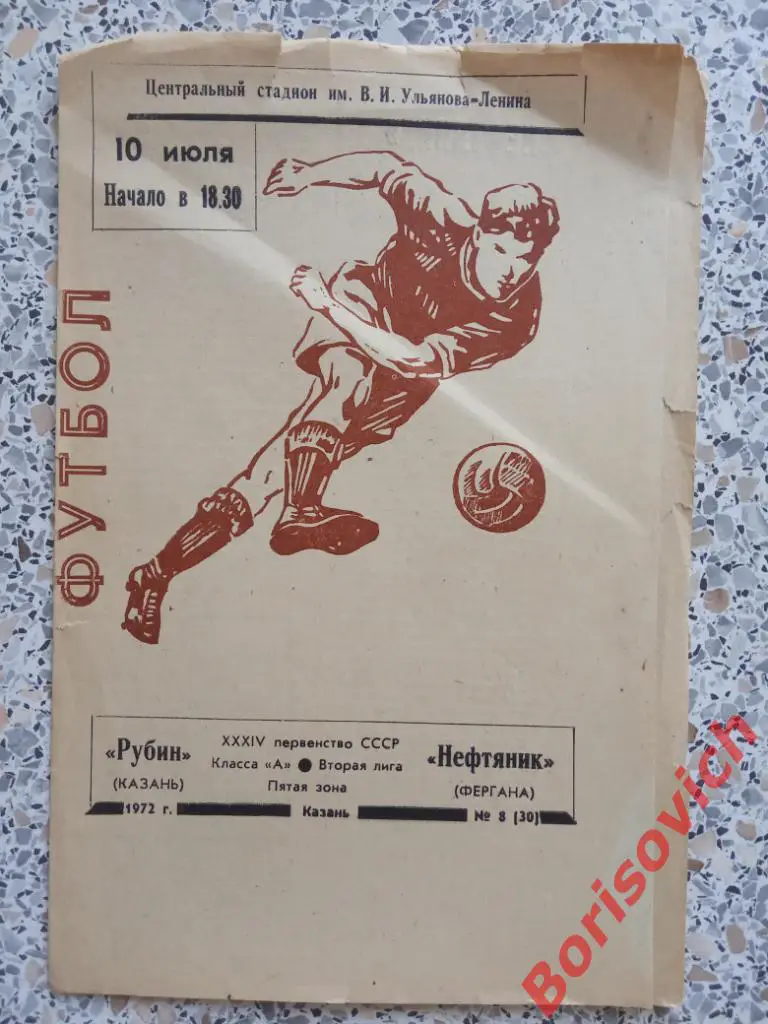 Центральный стадион им. В. И. Ульянова-Ленина
10 июля
Начало в 18.30
ФУТБОЛ
«Рубин»
(КАЗАНЬ)
XXXIV первенство СССР
Класса «А» ● Вторая лига
Пятая зона
«Нефтяник»
(ФЕРГАНА)
1972 г.
Казань
№ 8 (30)
Borisovich